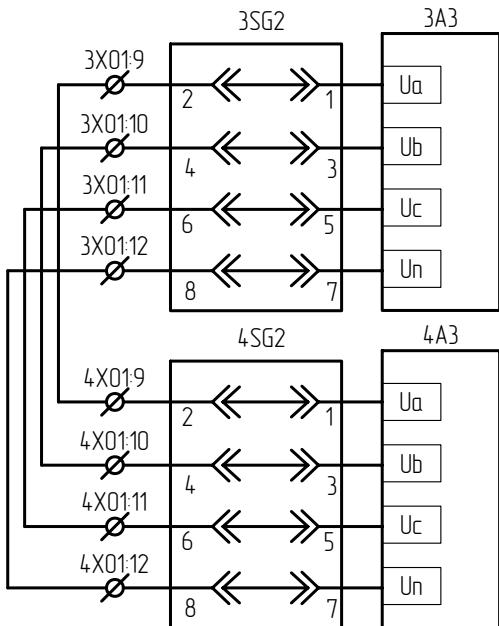 3SG2 3A3
3X01:9 2 1 Ua
3X01:10 4 3 Ub
3X01:11 6 5 Uc
3X01:12 8 7 Un
4SG2 4A3
4X01:9 2 1 Ua
4X01:10 4 3 Ub
4X01:11 6 5 Uc
4X01:12 8 7 Un